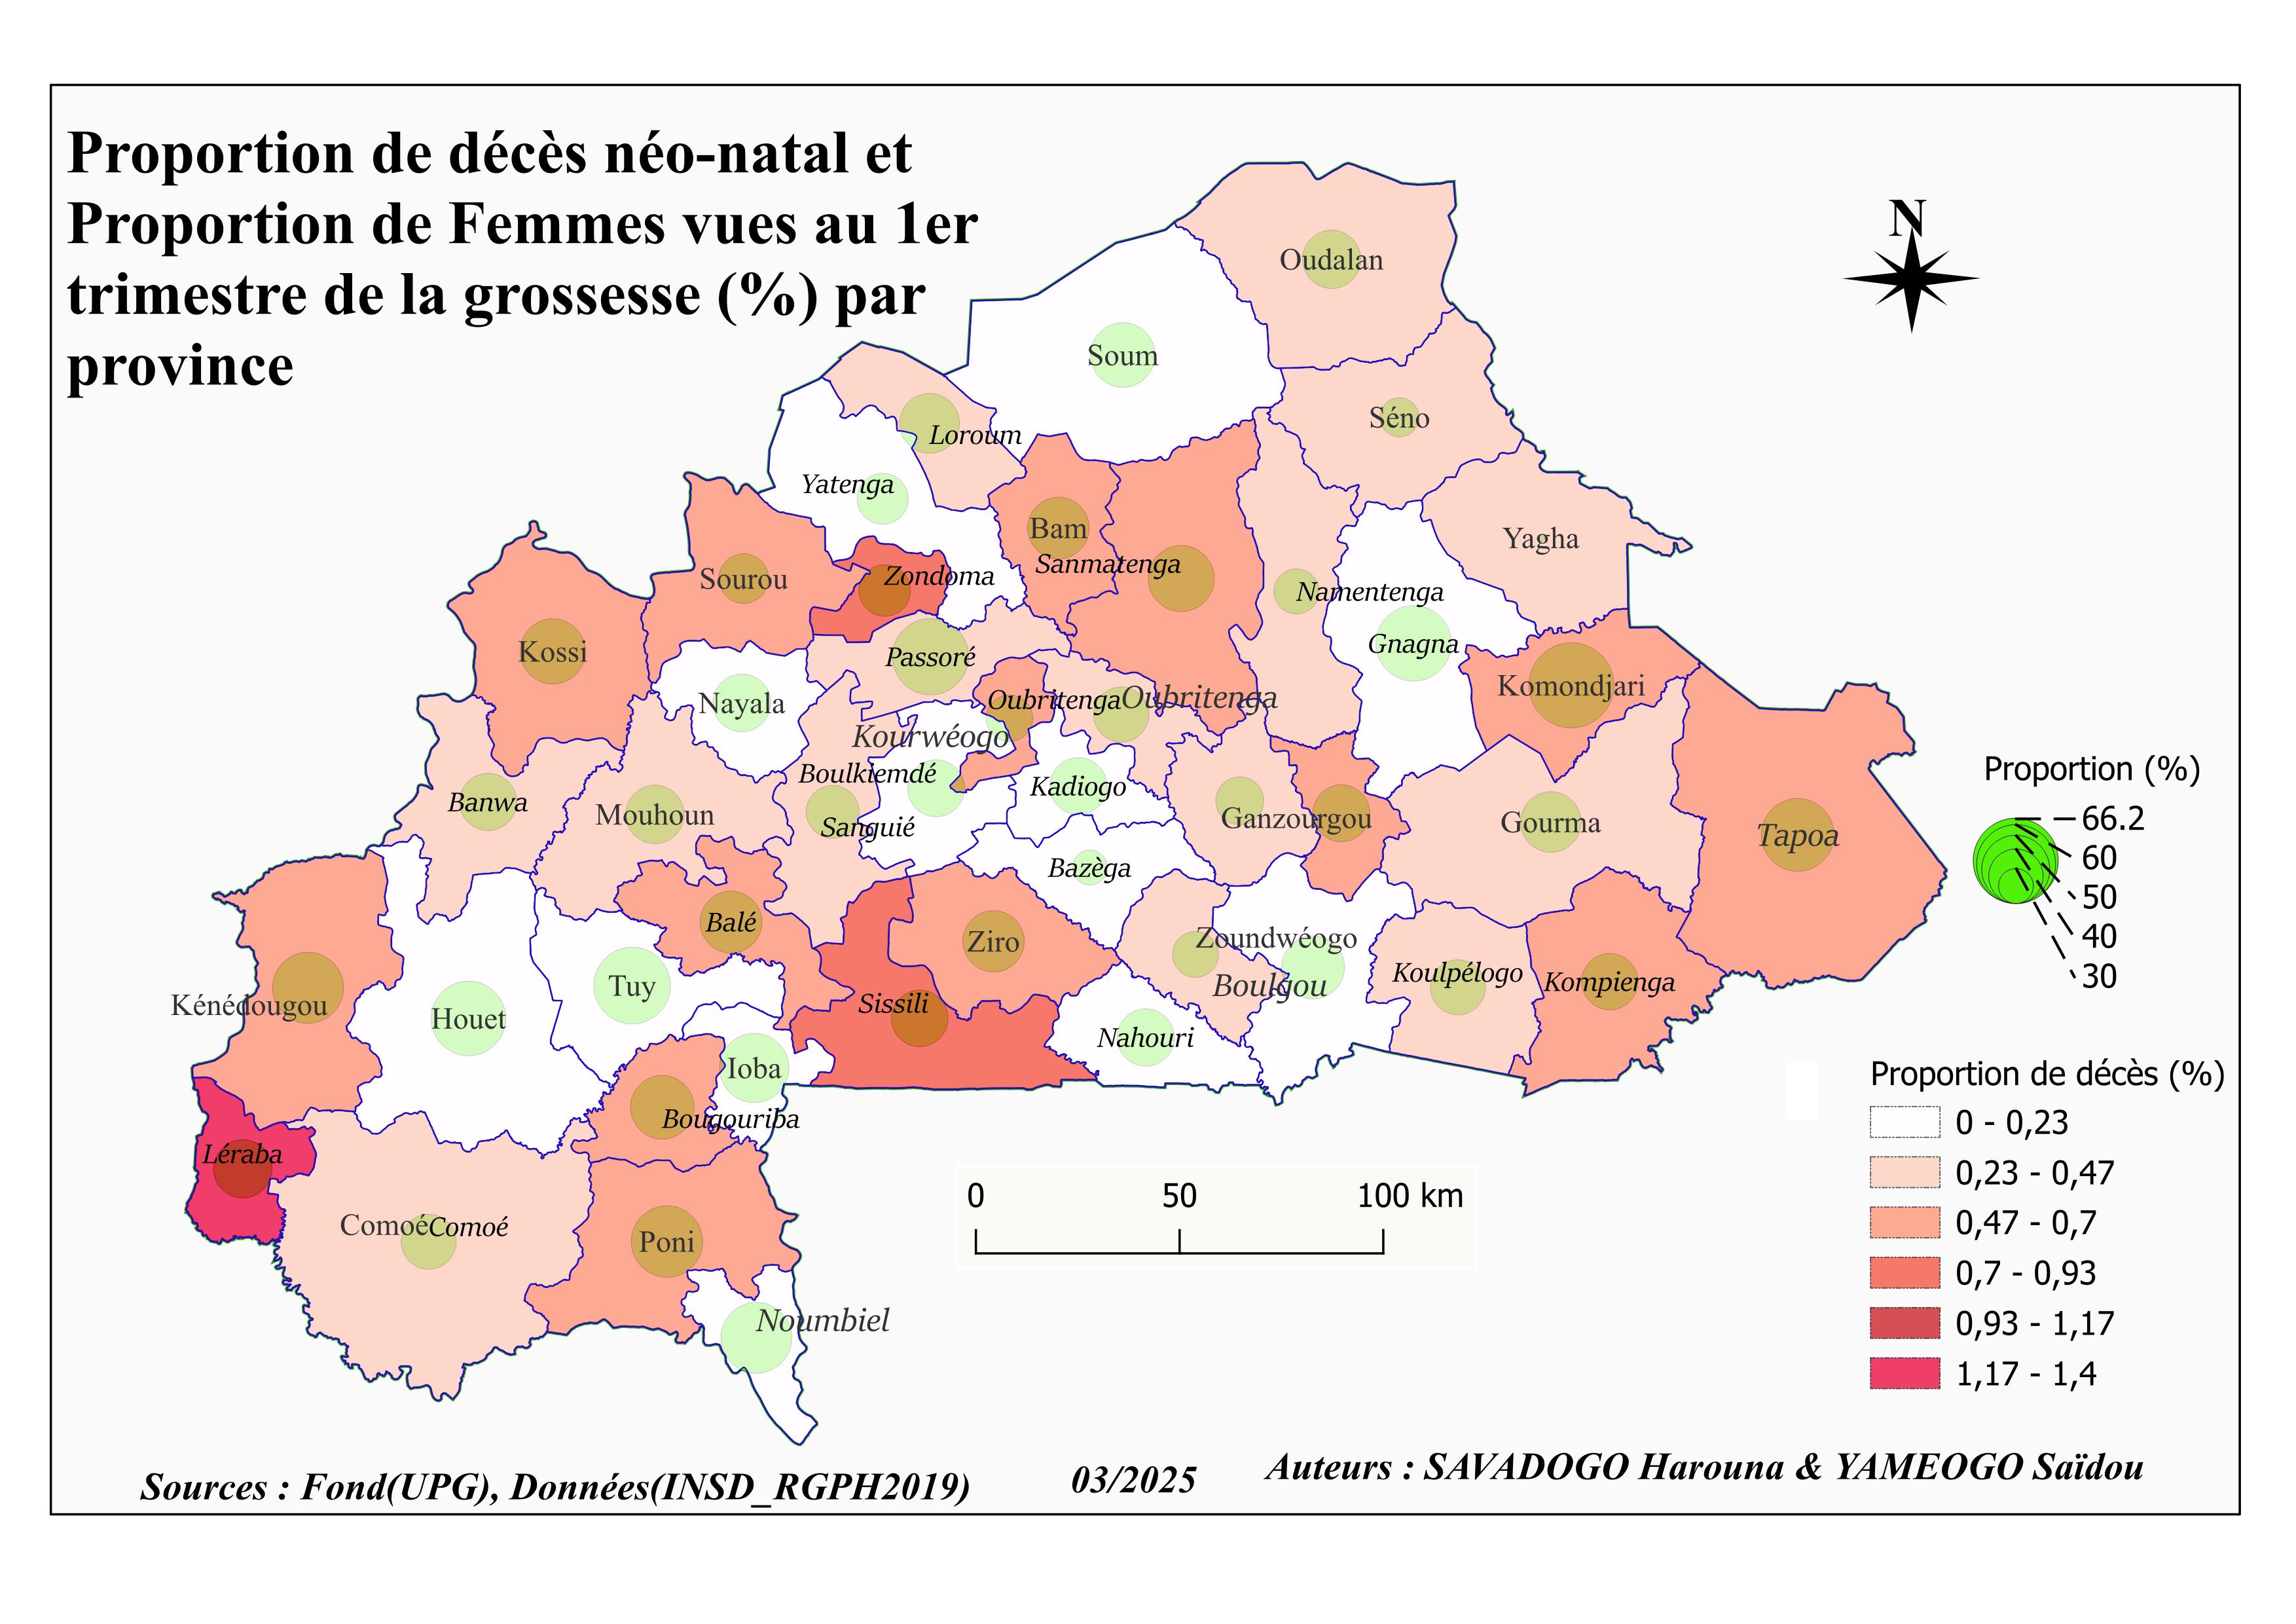 Proportion de décès néo-natal et
Proportion de Femmes vues au 1er
trimestre de la grossesse (%) par
province
N
Oudalan
Soum
Séno
Loroum
Yatenga
Bam
Yagha
Sanmatenga
Sourou
Zondoma
Namentenga
Gnagna
Kossi
Passoré
Komondjari
Nayala
Oubritenga
Oubritenga
Kourwéogo
Boulkiemdé
Kadiogo
Banwa
Mouhoun
Sanguié
Ganzourgou
Gourma
Tapoa
Bazèga
Balé
Ziro
Zoundwéogo
Koulpélogo
Kompienga
Boulgou
Tuy
Sissili
Kénédougou
Houet
Nahouri
Ioba
Bougouriba
Léraba
Comoé
Comoé
Poni
Noumbiel
Proportion (%)
66.2
60
50
40
30
Proportion de décès (%)
0 - 0,23
0,23 - 0,47
0,47 - 0,7
0,7 - 0,93
0,93 - 1,17
1,17 - 1,4
0 50 100 km
Sources : Fond(UPG), Données(INSD_RGPH2019)
03/2025
Auteurs : SAVADOGO Harouna & YAMEOGO Saïdou